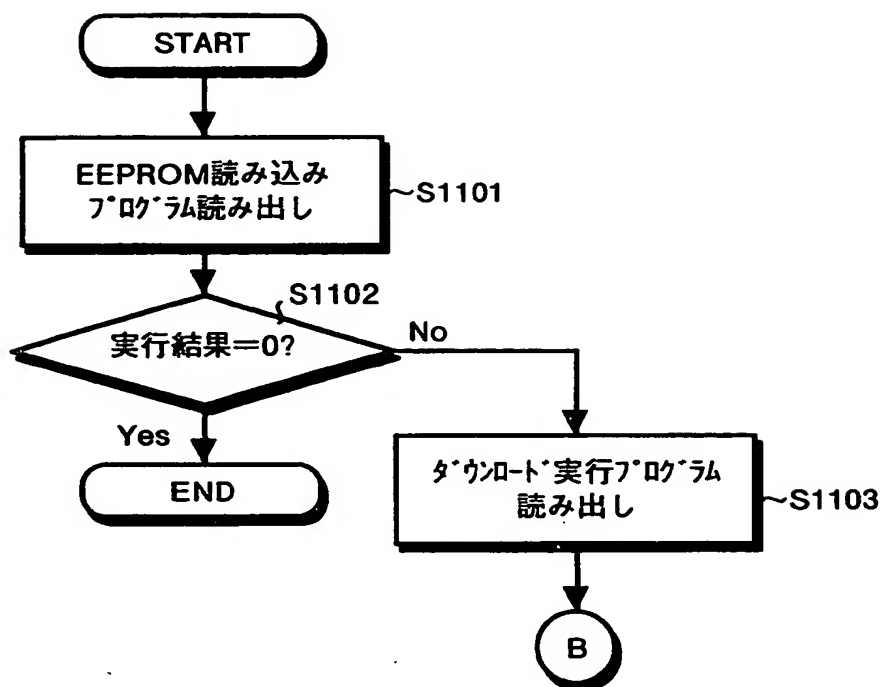 START
EEPROM読み込み
プログラム読み出し
~S1101
S1102
実行結果=0?
No
Yes
END
ダウンロード実行プログラム
読み出し
~S1103
B